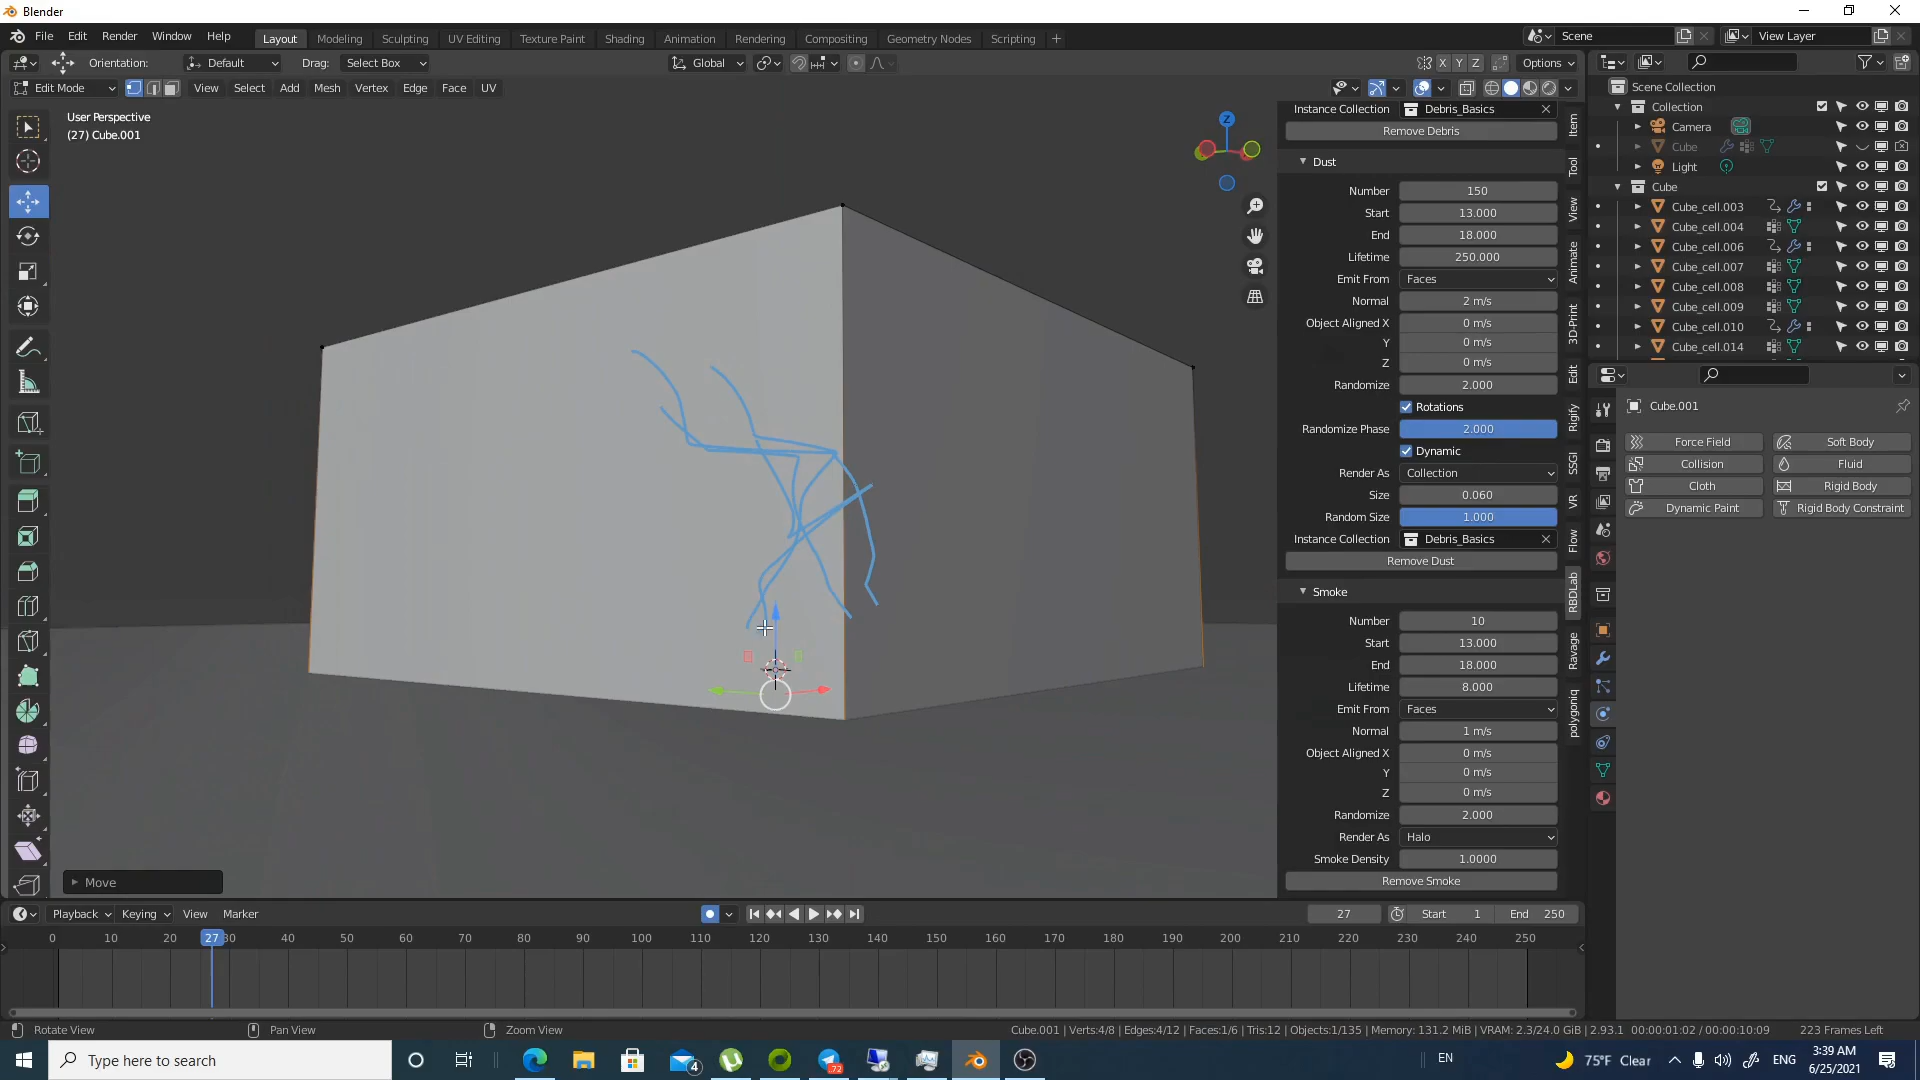 Blender
File Edit Render Window Help
Layout Modeling Sculpting UV Editing Texture Paint Shading Animation Rendering Compositing Geometry Nodes Scripting +
Scene
View Layer
Orientation: Default Drag: Select Box
Global
X Y Z Options
Edit Mode View Select Add Mesh Vertex Edge Face UV
User Perspective
(27) Cube.001
Z
Move
Instance Collection Debris_Basics
Remove Debris
Dust
Number 150
Start 13.000
End 18.000
Lifetime 250.000
Emit From Faces
Normal 2 m/s
Object Aligned X 0 m/s
Y 0 m/s
Z 0 m/s
Randomize 2.000
Rotations
Randomize Phase 2.000
Dynamic
Render As Collection
Size 0.060
Random Size 1.000
Instance Collection Debris_Basics
Remove Dust
Smoke
Number 10
Start 13.000
End 18.000
Lifetime 8.000
Emit From Faces
Normal 1 m/s
Object Aligned X 0 m/s
Y 0 m/s
Z 0 m/s
Randomize 2.000
Render As Halo
Smoke Density 1.0000
Remove Smoke
Item
Tool
View
Animate
3D-Print
Edit
Rigify
SSGI
VR
Flow
RBDLab
Ravage
polygoniq
Scene Collection
Collection
Camera
Cube
Light
Cube
Cube_cell.003
Cube_cell.004
Cube_cell.006
Cube_cell.007
Cube_cell.008
Cube_cell.009
Cube_cell.010
Cube_cell.014
Cube.001
Force Field Soft Body
Collision Fluid
Cloth Rigid Body
Dynamic Paint Rigid Body Constraint
Playback Keying View Marker
27 Start 1 End 250
0 10 20 27 30 40 50 60 70 80 90 100 110 120 130 140 150 160 170 180 190 200 210 220 230 240 250
Rotate View Pan View Zoom View
Cube.001 | Verts:4/8 | Edges:4/12 | Faces:1/6 | Tris:12 | Objects:1/135 | Memory: 131.2 MiB | VRAM: 2.3/24.0 GiB | 2.93.1 00:00:01:02 / 00:00:10:09 223 Frames Left
Type here to search
4
72
EN
75°F Clear
ENG
3:39 AM
6/25/2021